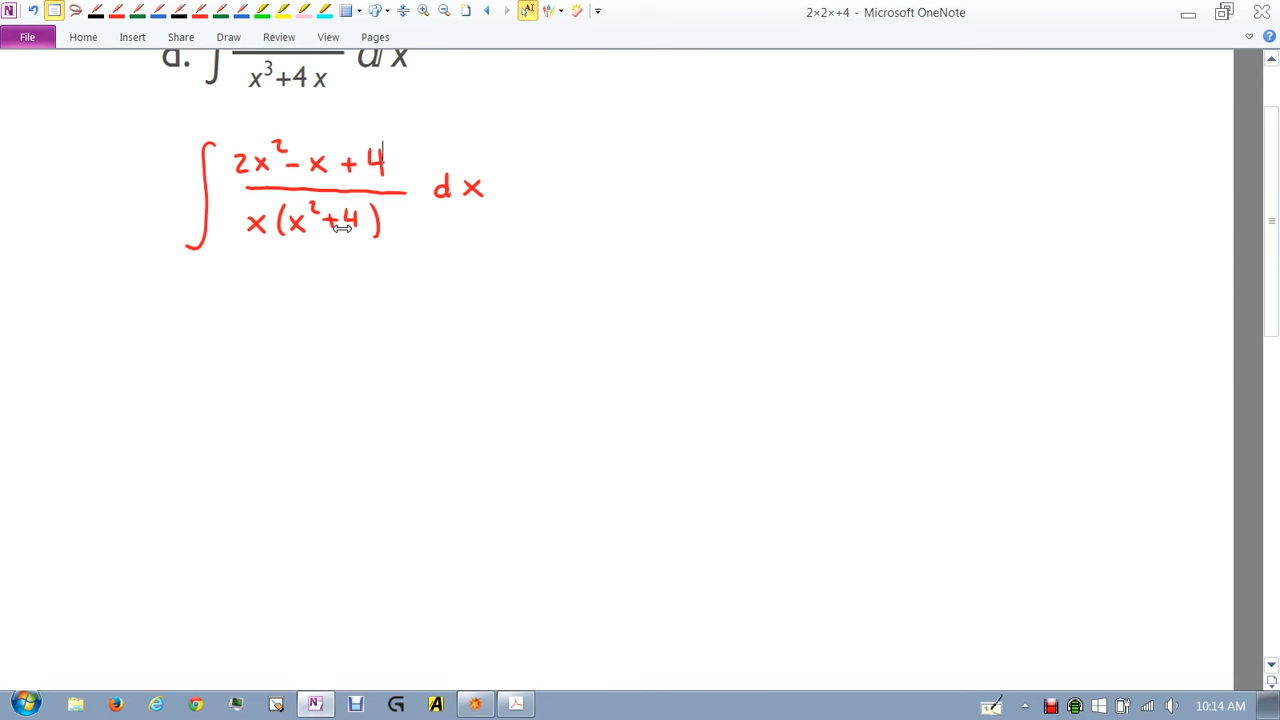 2×2×+4 - Microsoft OneNote
File Home Insert Share Draw Review View Pages
d. ∫ x³+4x dx
∫ 2x² - x + 4 dx
x(x²+4)
10:14 AM